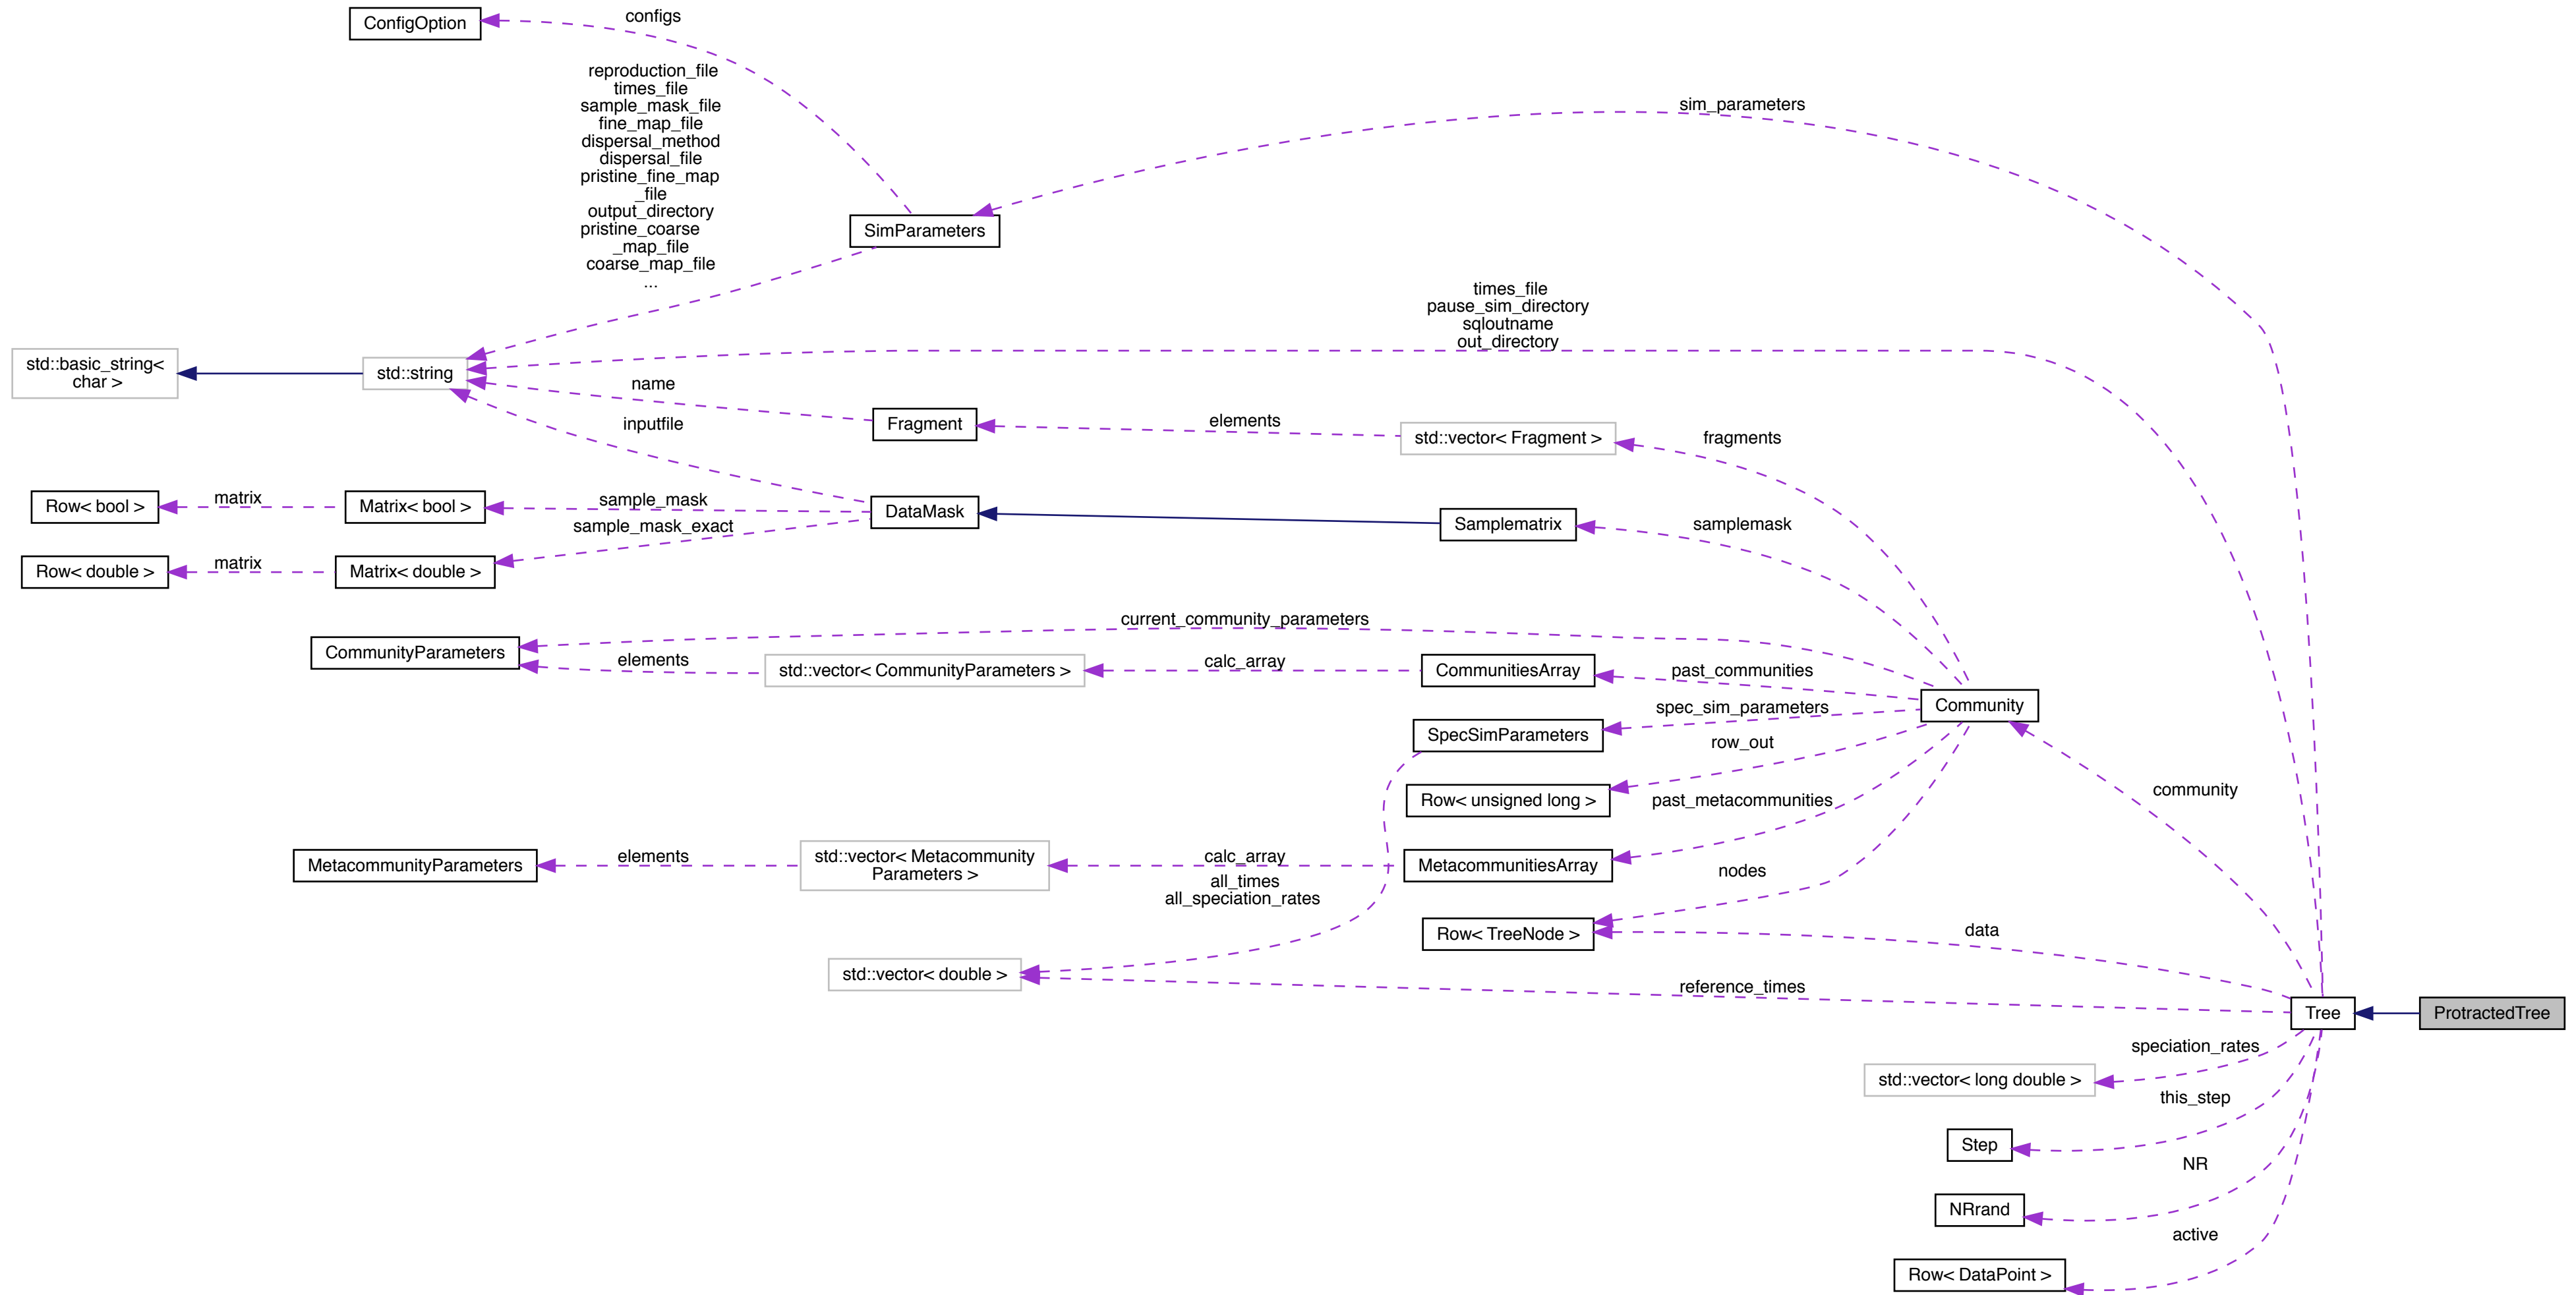 ConfigOption
configs
reproduction_file
times_file
sample_mask_file
fine_map_file
dispersal_method
dispersal_file
pristine_fine_map
_file
output_directory
pristine_coarse
_map_file
coarse_map_file
...
sim_parameters
SimParameters
times_file
pause_sim_directory
sqloutname
out_directory
std::basic_string<
char >
std::string
name
inputfile
Fragment
elements
std::vector< Fragment >
fragments
Row< bool >
matrix
Matrix< bool >
sample_mask
sample_mask_exact
DataMask
Samplematrix
samplemask
Row< double >
matrix
Matrix< double >
current_community_parameters
CommunityParameters
elements
std::vector< CommunityParameters >
calc_array
CommunitiesArray
past_communities
Community
spec_sim_parameters
SpecSimParameters
row_out
Row< unsigned long >
past_metacommunities
community
MetacommunityParameters
elements
std::vector< Metacommunity
Parameters >
calc_array
MetacommunitiesArray
all_times
all_speciation_rates
nodes
Row< TreeNode >
data
std::vector< double >
reference_times
Tree
ProtractedTree
speciation_rates
std::vector< long double >
this_step
Step
NR
NRrand
active
Row< DataPoint >